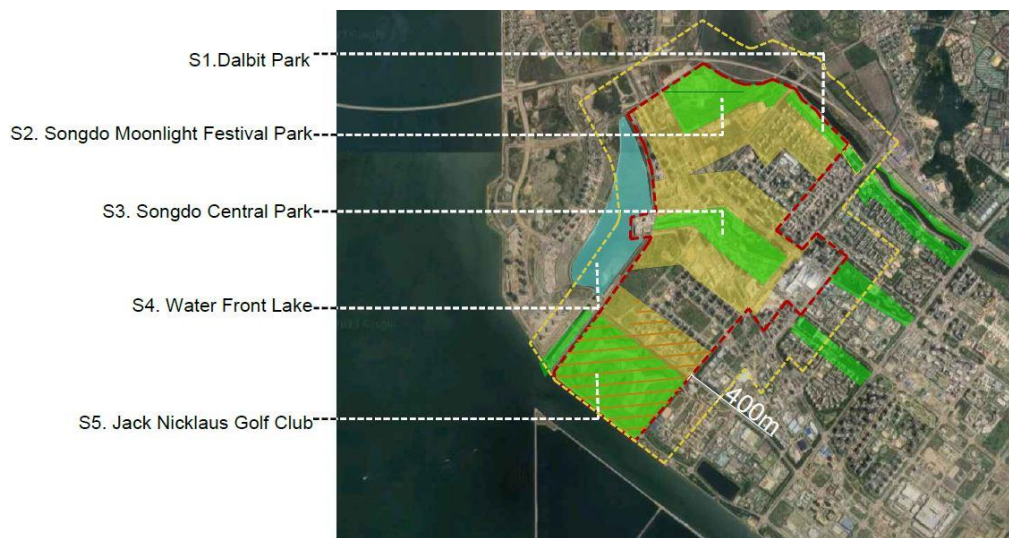 S1.Dalbit Park
S2. Songdo Moonlight Festival Park
S3. Songdo Central Park
S4. Water Front Lake
S5. Jack Nicklaus Golf Club
400m